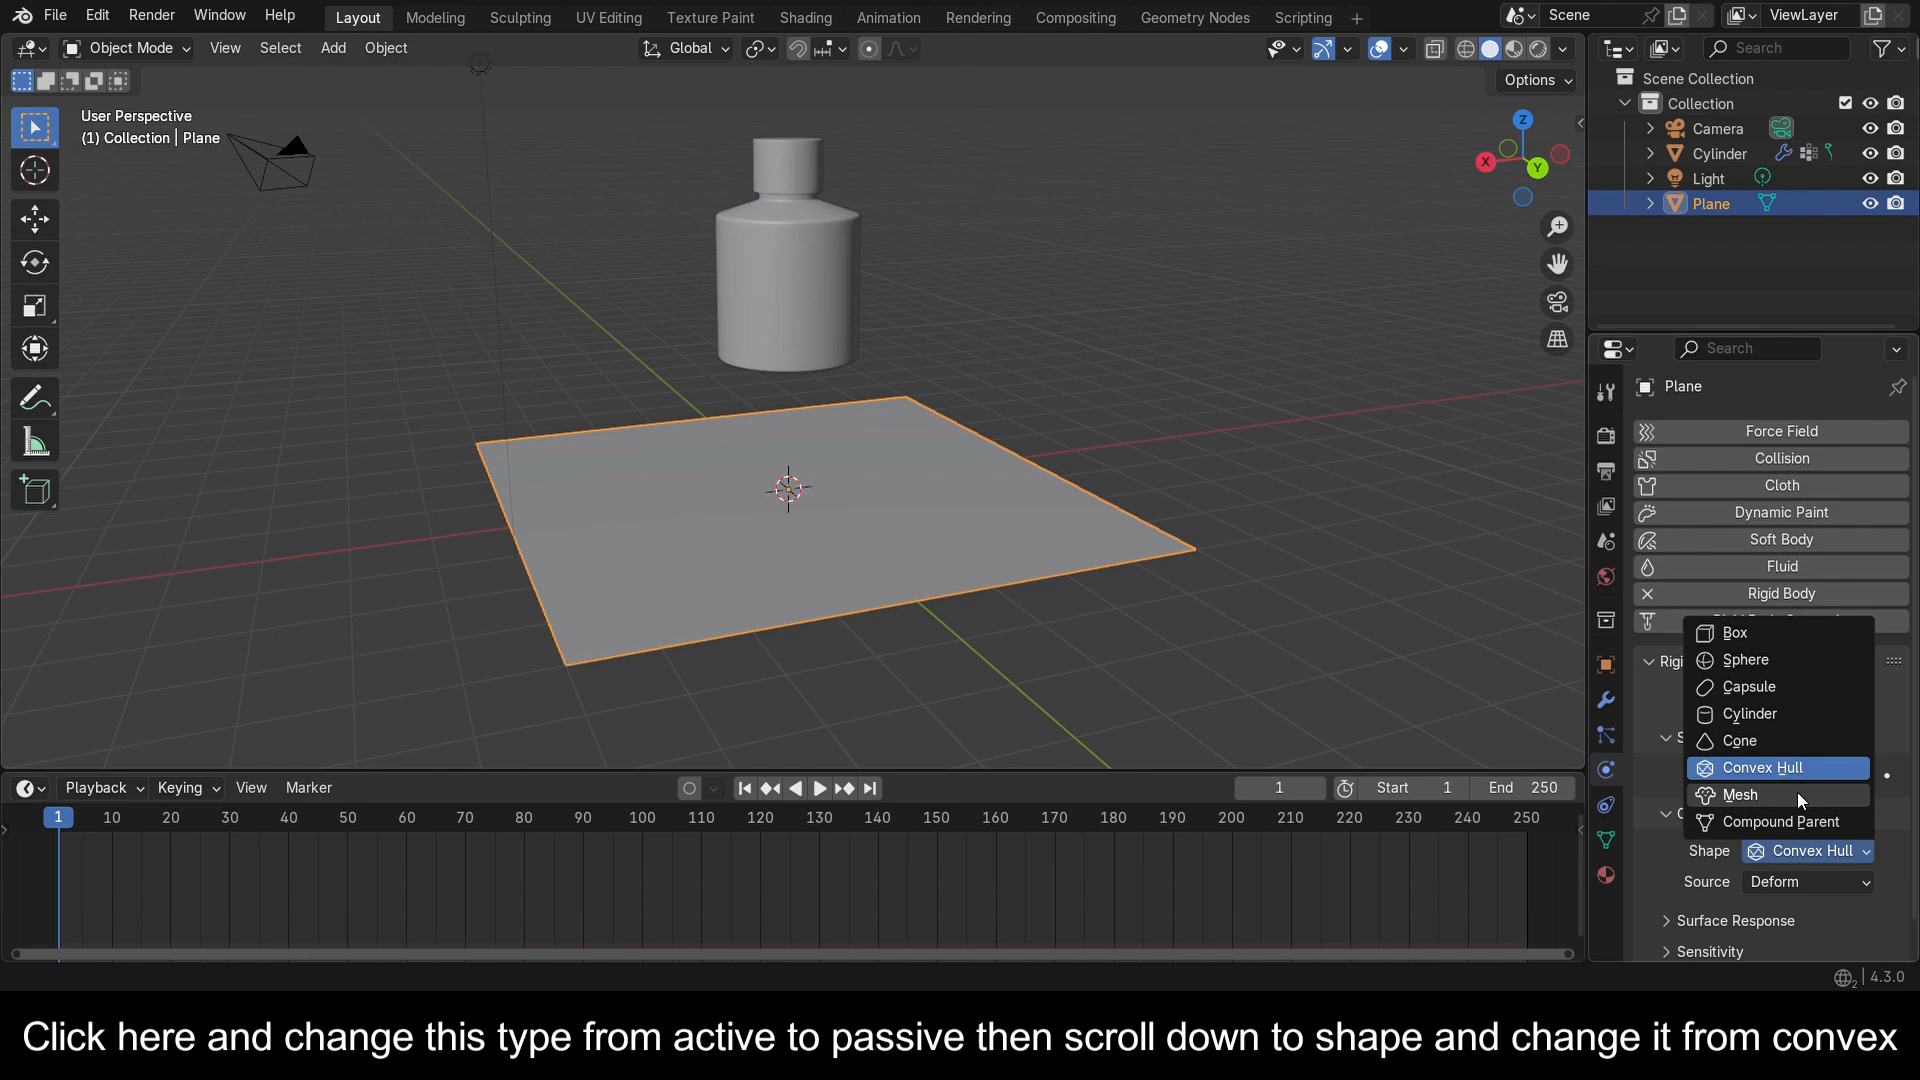 File Edit Render Window Help Layout Modeling Sculpting UV Editing Texture Paint Shading Animation Rendering Compositing Geometry Nodes Scripting + Scene ViewLayer
Object Mode View Select Add Object Global Search
Options
User Perspective
(1) Collection | Plane
Z
X
Y
Scene Collection
Collection
Camera
Cylinder
Light
Plane
Search
Plane
Force Field
Collision
Cloth
Dynamic Paint
Soft Body
Fluid
Rigid Body
Rigi
Box
Sphere
Capsule
Cylinder
Cone
Convex Hull
Mesh
Compound Parent
Shape Convex Hull
Source Deform
Surface Response
Sensitivity
Playback Keying View Marker 1 Start 1 End 250
1 10 20 30 40 50 60 70 80 90 100 110 120 130 140 150 160 170 180 190 200 210 220 230 240 250
2 4.3.0
Click here and change this type from active to passive then scroll down to shape and change it from convex